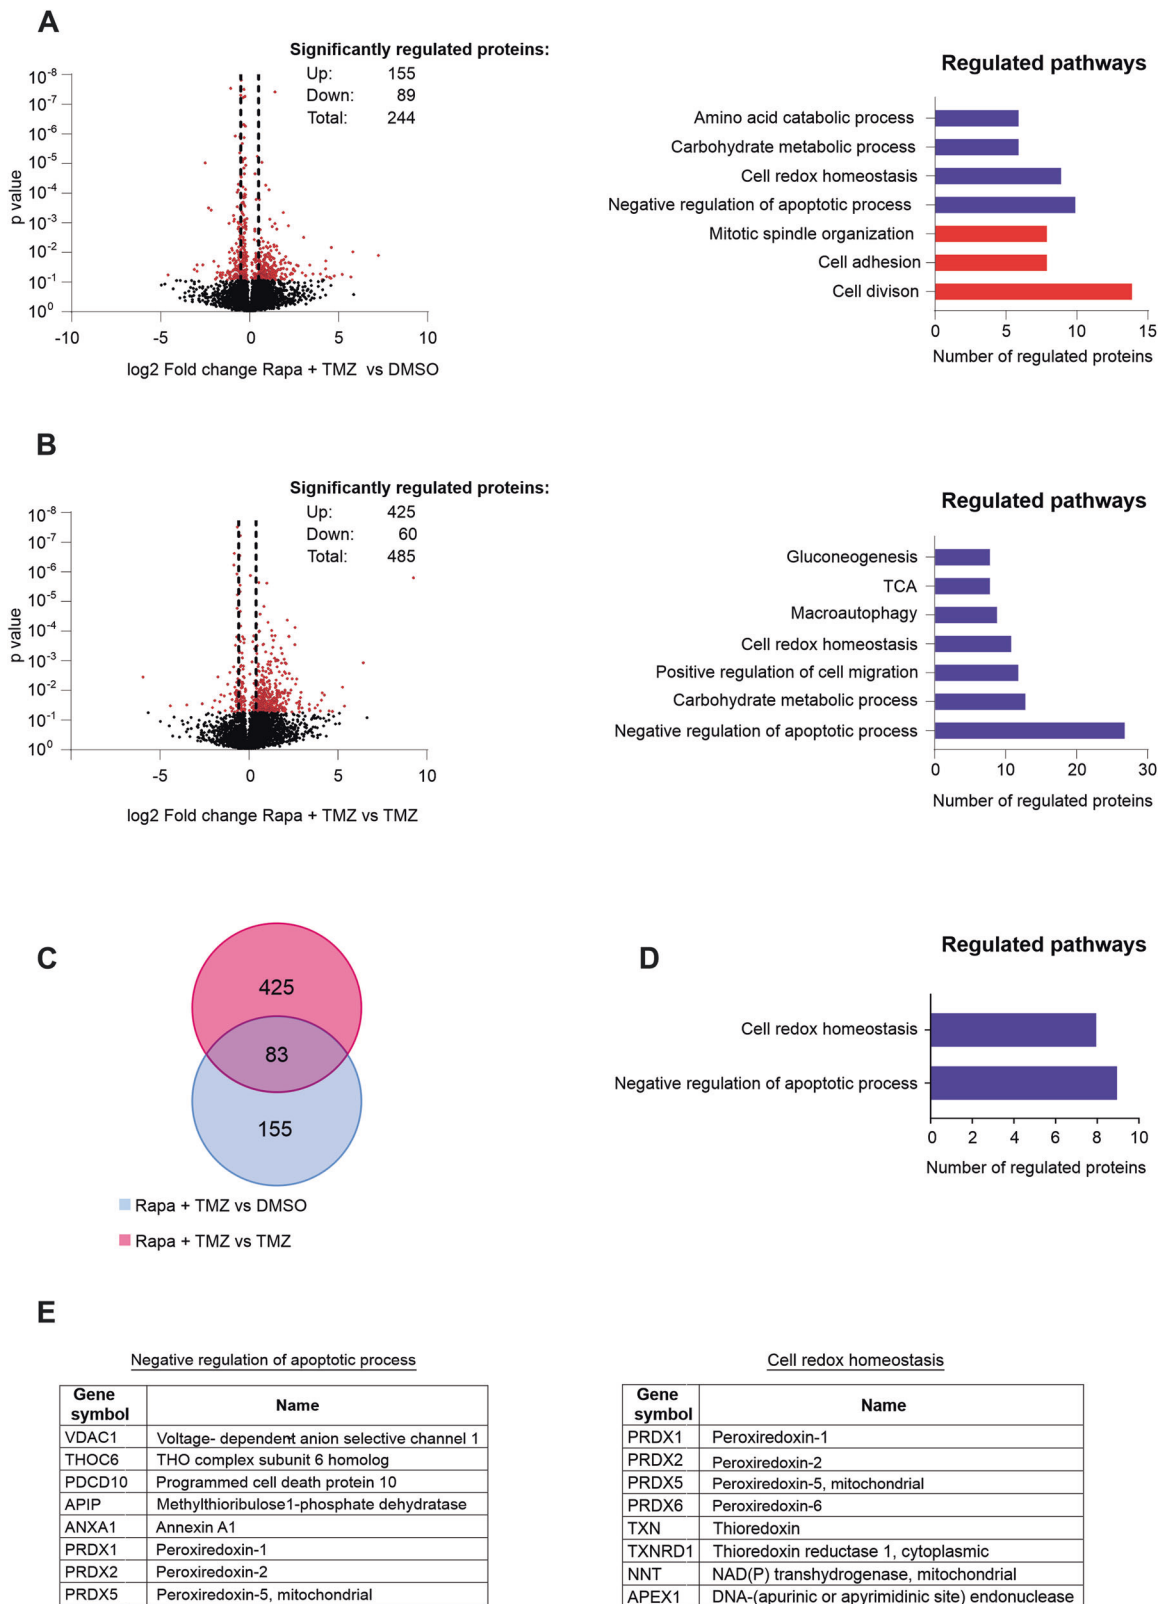 A
Significantly regulated proteins:
Up: 155
Down: 89
Total: 244
p value
10-8
10-7
10-6
10-5
10-4
10-3
10-2
10-1
100
-10 -5 0 5 10
log2 Fold change Rapa + TMZ vs DMSO
Regulated pathways
Amino acid catabolic process
Carbohydrate metabolic process
Cell redox homeostasis
Negative regulation of apoptotic process
Mitotic spindle organization
Cell adhesion
Cell divison
0 5 10 15
Number of regulated proteins
B
Significantly regulated proteins:
Up: 425
Down: 60
Total: 485
p value
10-8
10-7
10-6
10-5
10-4
10-3
10-2
10-1
100
-5 0 5 10
log2 Fold change Rapa + TMZ vs TMZ
Regulated pathways
Gluconeogenesis
TCA
Macroautophagy
Cell redox homeostasis
Positive regulation of cell migration
Carbohydrate metabolic process
Negative regulation of apoptotic process
0 10 20 30
Number of regulated proteins
C
425
83
155
Rapa + TMZ vs DMSO
Rapa + TMZ vs TMZ
D
Regulated pathways
Cell redox homeostasis
Negative regulation of apoptotic process
0 2 4 6 8 10
Number of regulated proteins
E
Negative regulation of apoptotic process
Gene symbol Name
VDAC1 Voltage- dependent anion selective channel 1
THOC6 THO complex subunit 6 homolog
PDCD10 Programmed cell death protein 10
APIP Methylthioribulose1-phosphate dehydratase
ANXA1 Annexin A1
PRDX1 Peroxiredoxin-1
PRDX2 Peroxiredoxin-2
PRDX5 Peroxiredoxin-5, mitochondrial
Cell redox homeostasis
Gene symbol Name
PRDX1 Peroxiredoxin-1
PRDX2 Peroxiredoxin-2
PRDX5 Peroxiredoxin-5, mitochondrial
PRDX6 Peroxiredoxin-6
TXN Thioredoxin
TXNRD1 Thioredoxin reductase 1, cytoplasmic
NNT NAD(P) transhydrogenase, mitochondrial
APEX1 DNA-(apurinic or apyrimidinic site) endonuclease